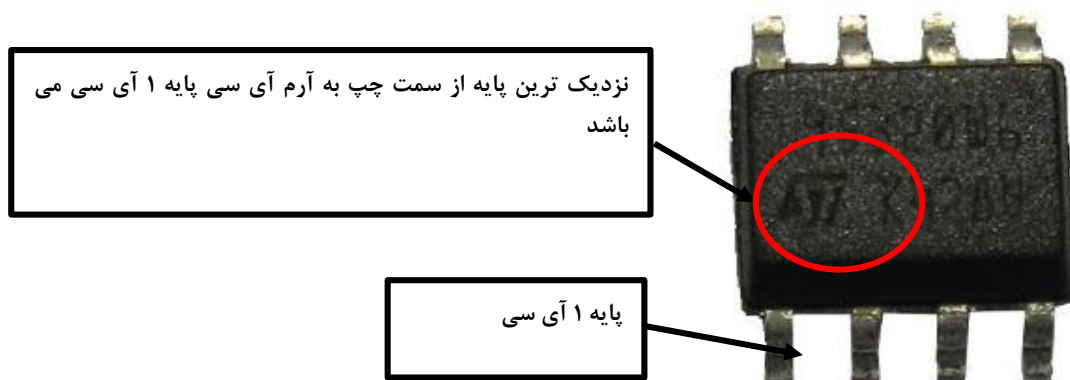 نزدیک ترین پایه از سمت چپ به آرم آی سی پایه ۱ آی سی می
باشد
پایه ۱ آی سی